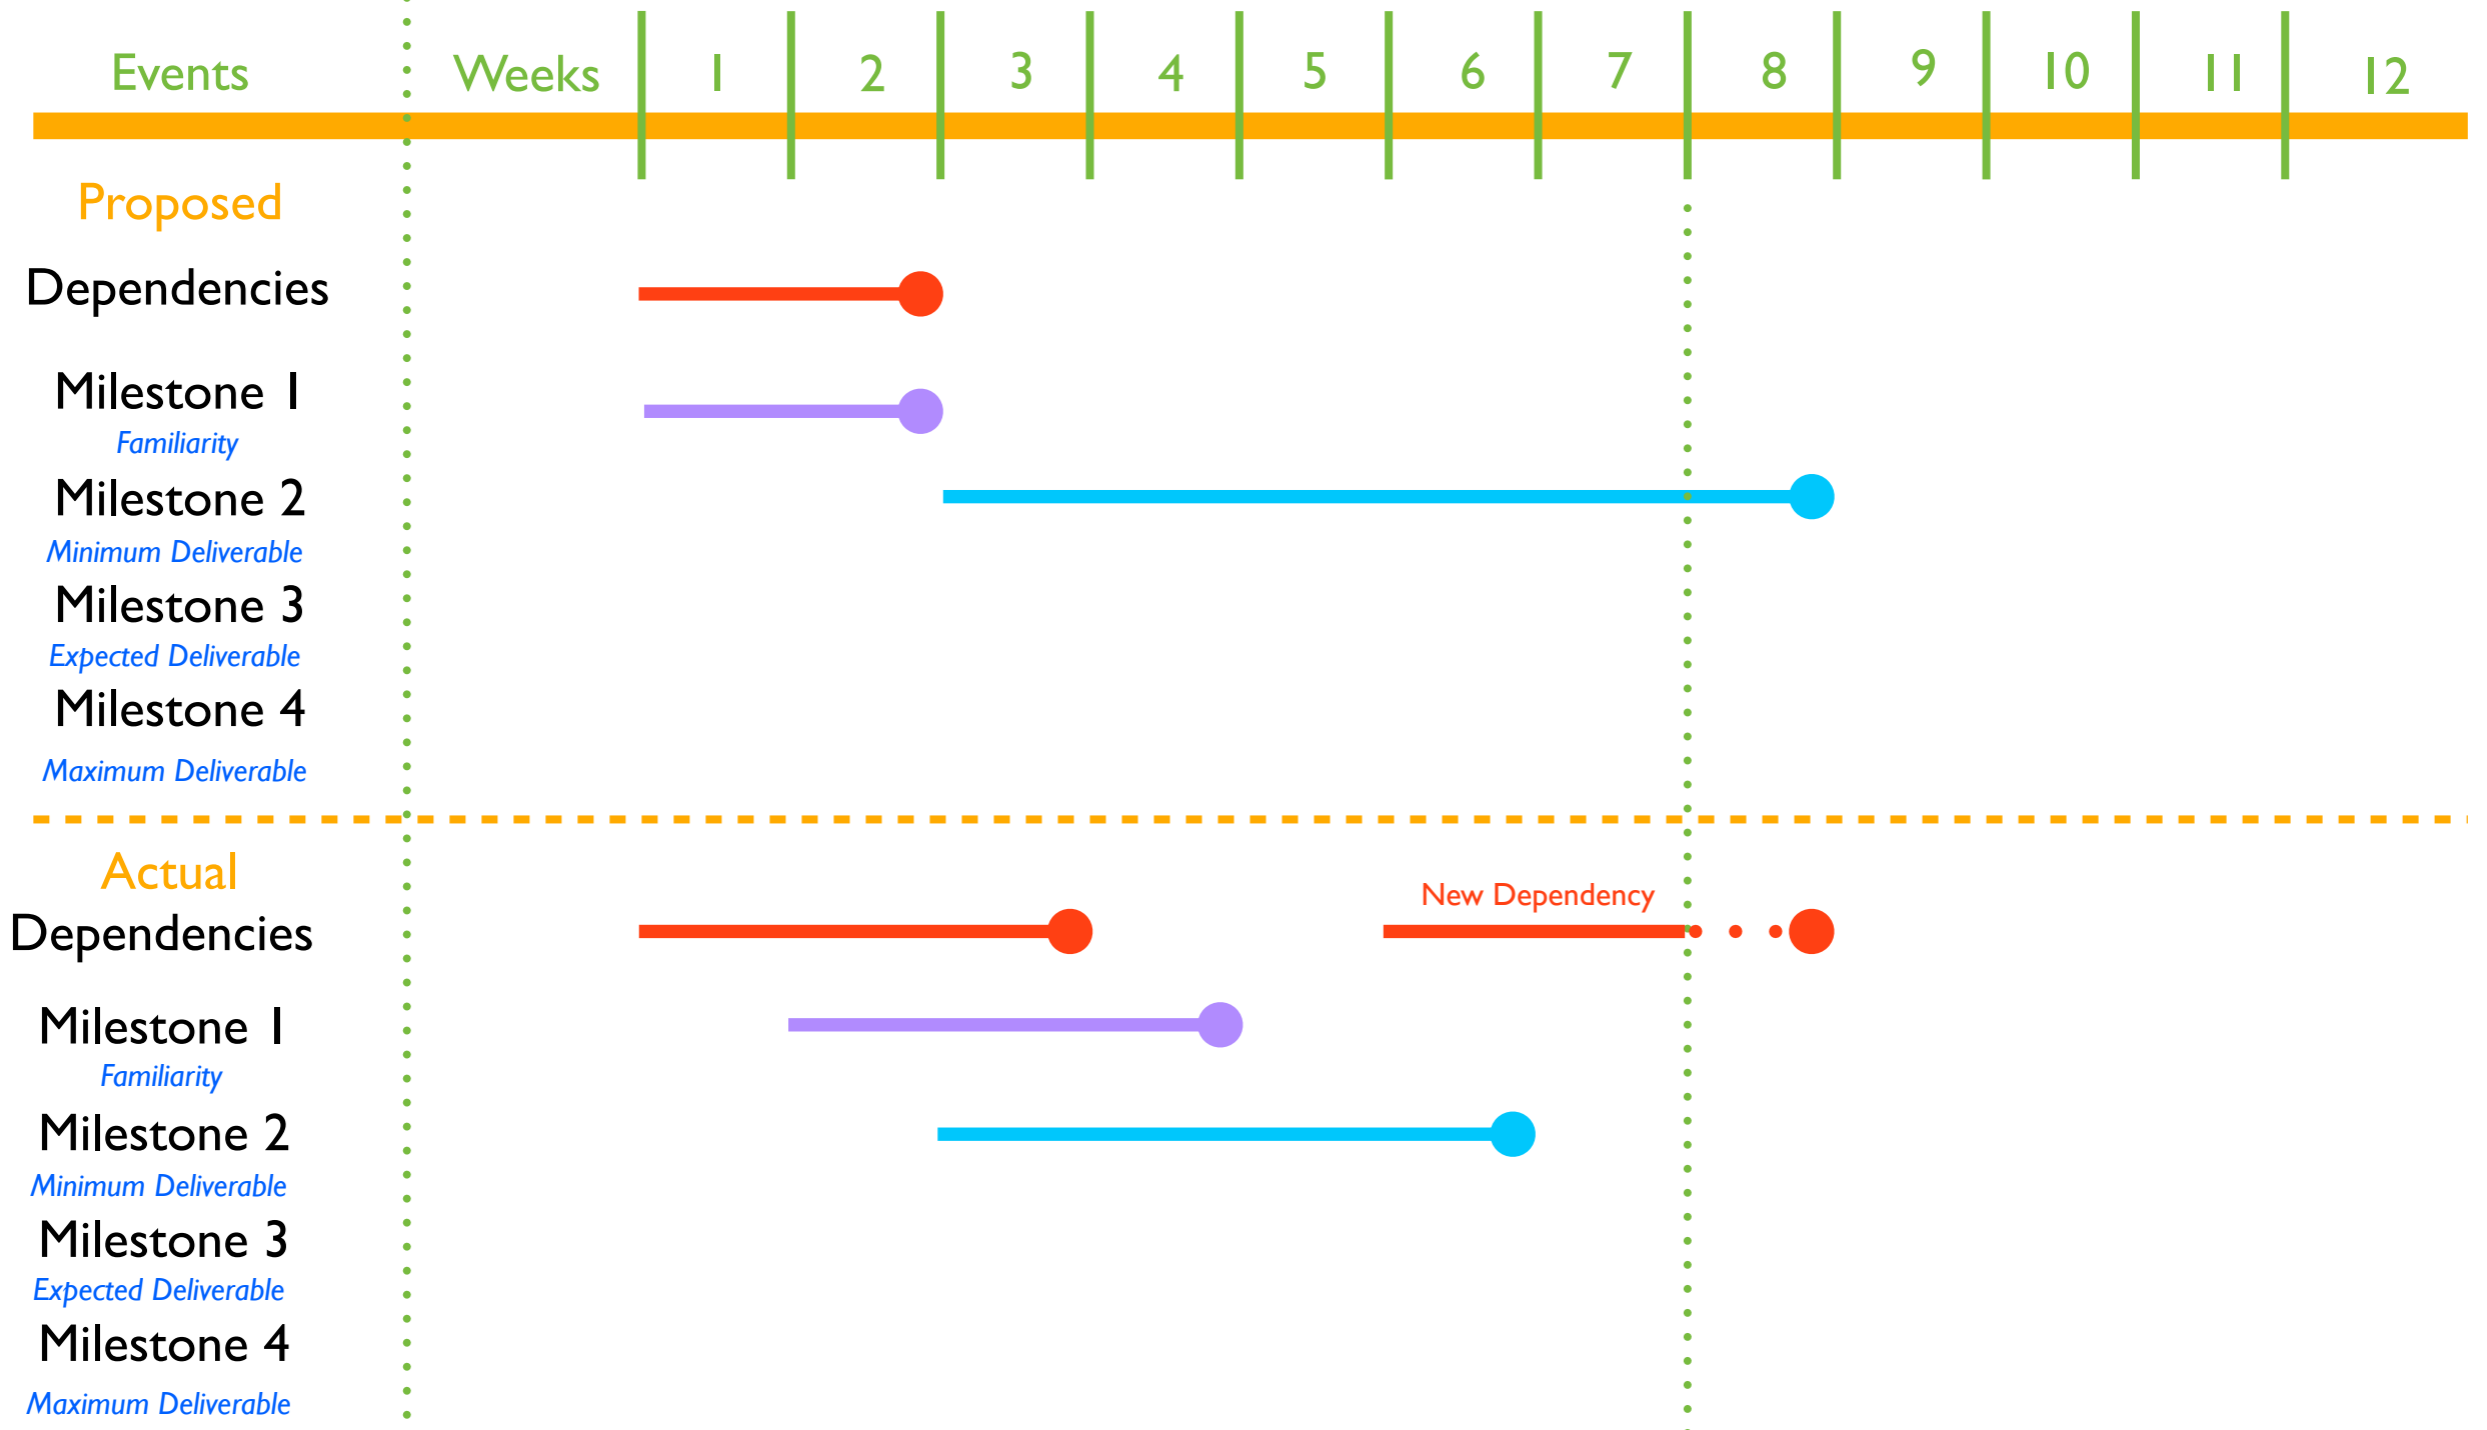 Events Weeks 1 2 3 4 5 6 7 8 9 10 11 12
Proposed
Dependencies
Milestone 1
Familiarity
Milestone 2
Minimum Deliverable
Milestone 3
Expected Deliverable
Milestone 4
Maximum Deliverable
Actual
New Dependency
Dependencies
Milestone 1
Familiarity
Milestone 2
Minimum Deliverable
Milestone 3
Expected Deliverable
Milestone 4
Maximum Deliverable